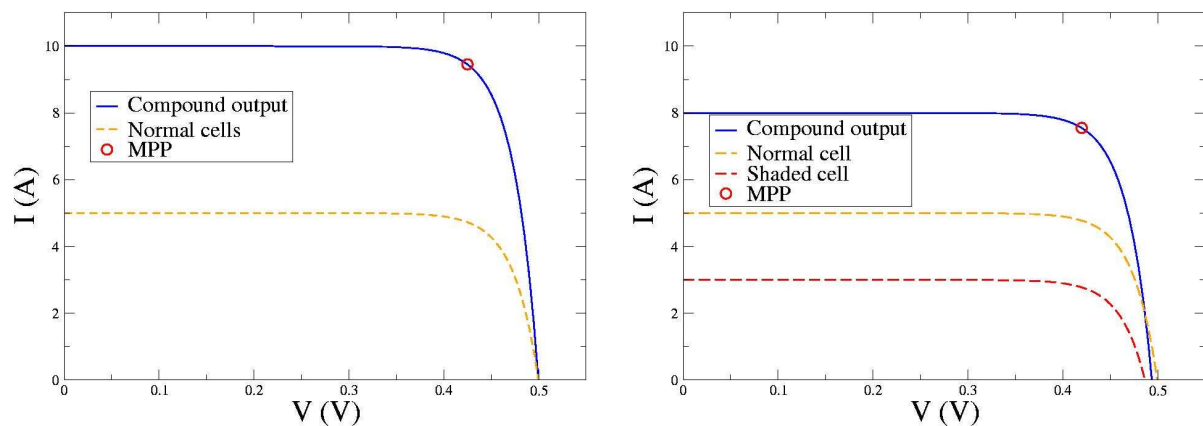 10
8
6
4
2
0
I (A)
Compound output
Normal cells
MPP
0
0.1
0.2
0.3
0.4
0.5
V (V)
10
8
6
4
2
0
I (A)
Compound output
Normal cell
Shaded cell
MPP
0
0.1
0.2
0.3
0.4
0.5
V (V)